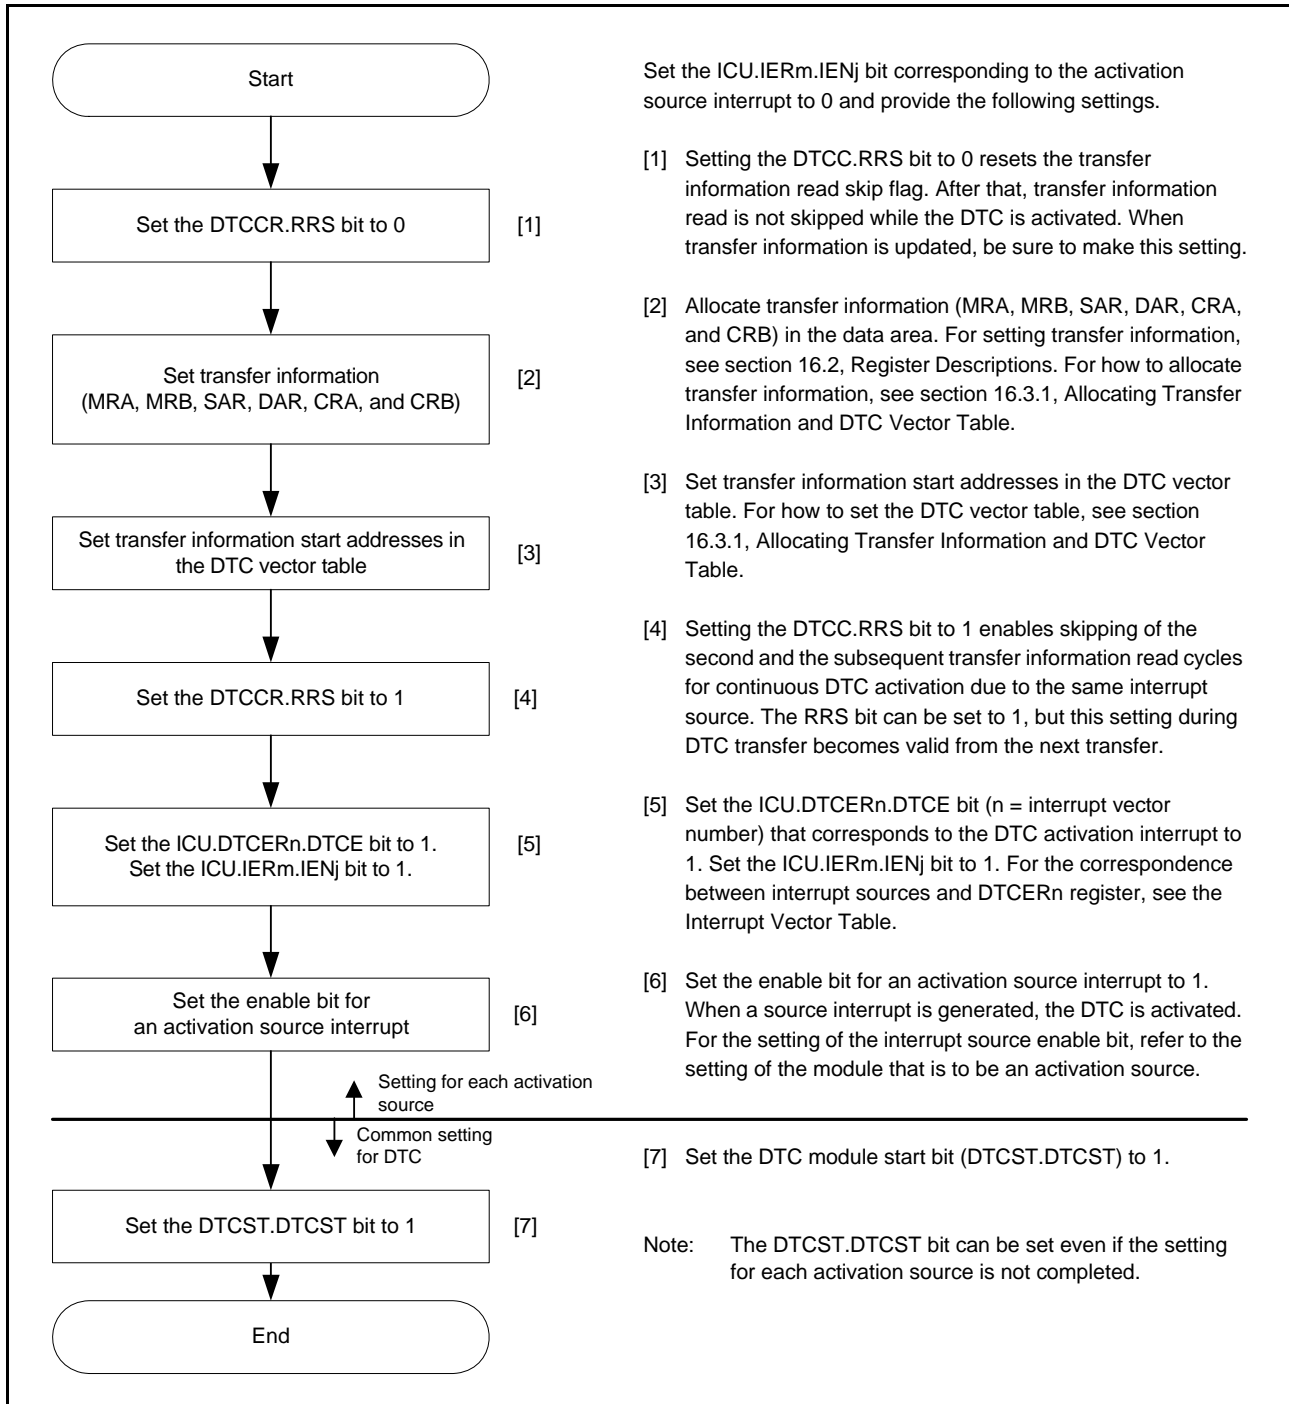 Start
Set the DTCCR.RRS bit to 0
[1]
Set transfer information
(MRA, MRB, SAR, DAR, CRA, and CRB)
[2]
Set transfer information start addresses in
the DTC vector table
[3]
Set the DTCCR.RRS bit to 1
[4]
Set the ICU.DTCERn.DTCE bit to 1.
Set the ICU.IERm.IENj bit to 1.
[5]
Set the enable bit for
an activation source interrupt
[6]
Setting for each activation
source
Common setting
for DTC
Set the DTCST.DTCST bit to 1
[7]
End
Set the ICU.IERm.IENj bit corresponding to the activation
source interrupt to 0 and provide the following settings.
[1] Setting the DTCC.RRS bit to 0 resets the transfer
information read skip flag. After that, transfer information
read is not skipped while the DTC is activated. When
transfer information is updated, be sure to make this setting.
[2] Allocate transfer information (MRA, MRB, SAR, DAR, CRA,
and CRB) in the data area. For setting transfer information,
see section 16.2, Register Descriptions. For how to allocate
transfer information, see section 16.3.1, Allocating Transfer
Information and DTC Vector Table.
[3] Set transfer information start addresses in the DTC vector
table. For how to set the DTC vector table, see section
16.3.1, Allocating Transfer Information and DTC Vector
Table.
[4] Setting the DTCC.RRS bit to 1 enables skipping of the
second and the subsequent transfer information read cycles
for continuous DTC activation due to the same interrupt
source. The RRS bit can be set to 1, but this setting during
DTC transfer becomes valid from the next transfer.
[5] Set the ICU.DTCERn.DTCE bit (n = interrupt vector
number) that corresponds to the DTC activation interrupt to
1. Set the ICU.IERm.IENj bit to 1. For the correspondence
between interrupt sources and DTCERn register, see the
Interrupt Vector Table.
[6] Set the enable bit for an activation source interrupt to 1.
When a source interrupt is generated, the DTC is activated.
For the setting of the interrupt source enable bit, refer to the
setting of the module that is to be an activation source.
[7] Set the DTC module start bit (DTCST.DTCST) to 1.
Note: The DTCST.DTCST bit can be set even if the setting
for each activation source is not completed.